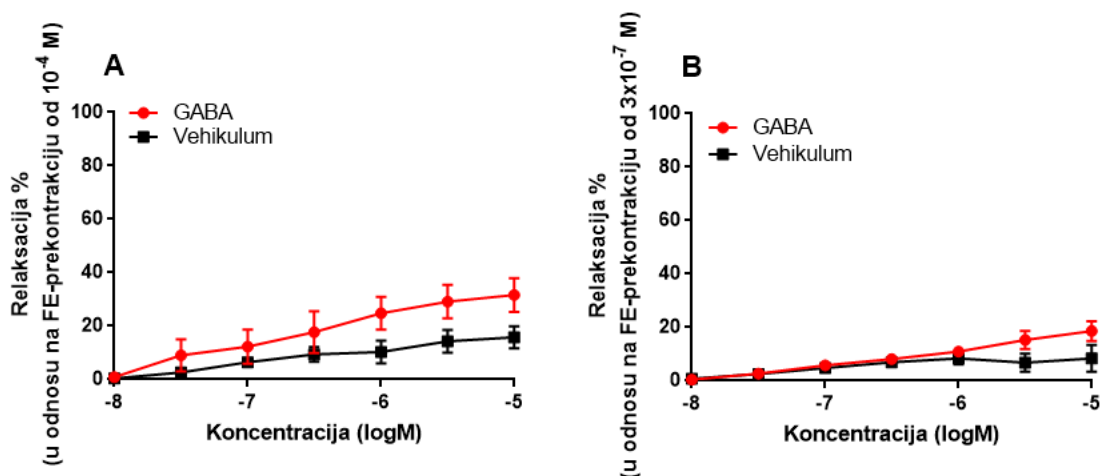 A
Relaksacija %
(u odnosu na FE-prekontrakciju od 10⁻⁴ M)
100
80
60
40
20
0
GABA
Vehikulum
-8
-7
-6
-5
Koncentracija (logM)
B
Relaksacija %
(u odnosu na FE-prekontrakciju od 3x10⁻⁷ M)
100
80
60
40
20
0
GABA
Vehikulum
-8
-7
-6
-5
Koncentracija (logM)